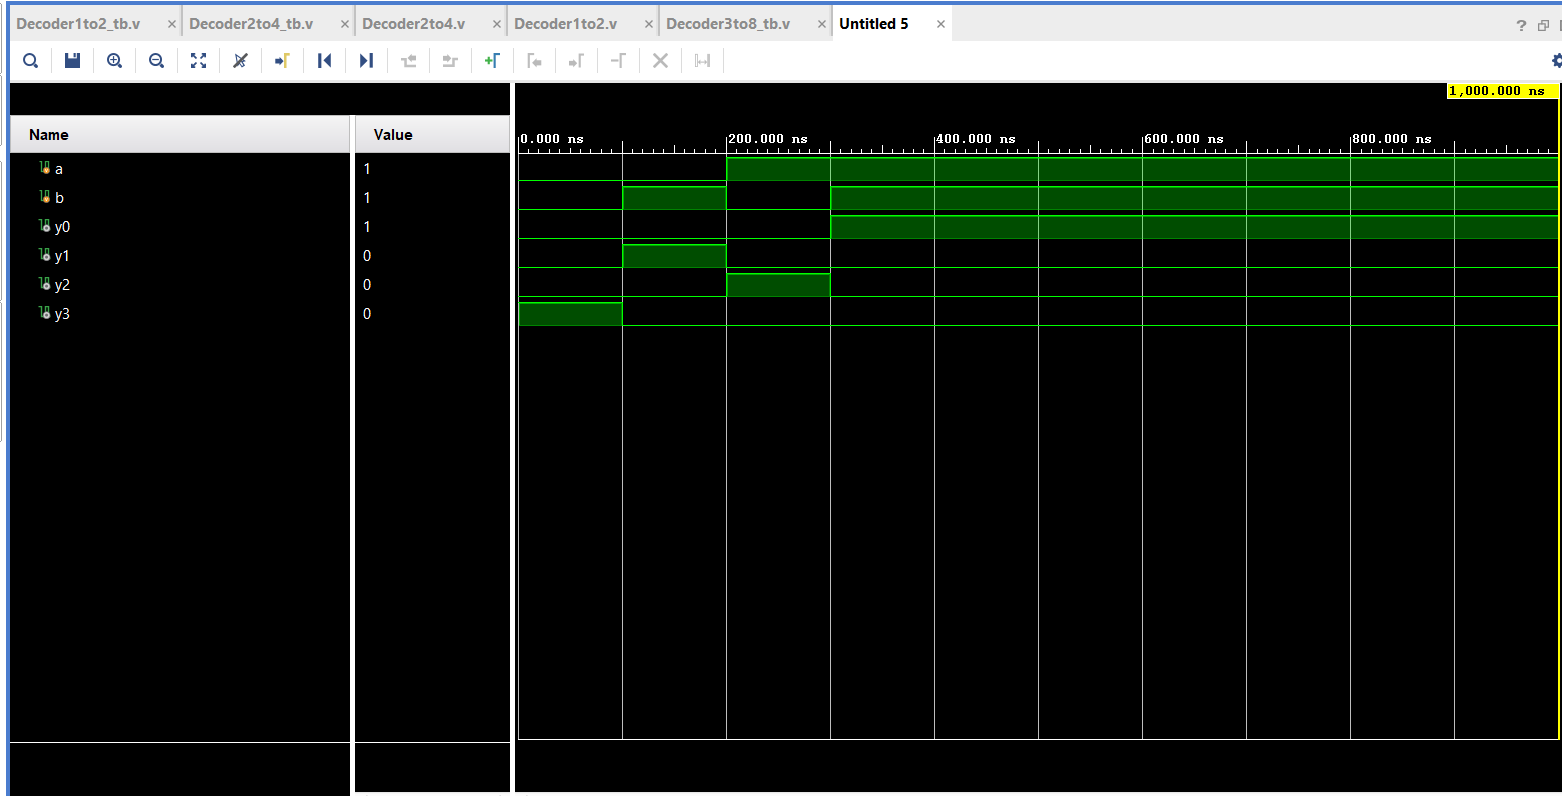 Decoder1to2_tb.v × Decoder2to4_tb.v × Decoder2to4.v × Decoder1to2.v × Decoder3to8_tb.v × Untitled 5 × ?
1,000.000 ns
Name Value 0.000 ns 200.000 ns 400.000 ns 600.000 ns 800.000 ns
a 1
b 1
y0 1
y1 0
y2 0
y3 0